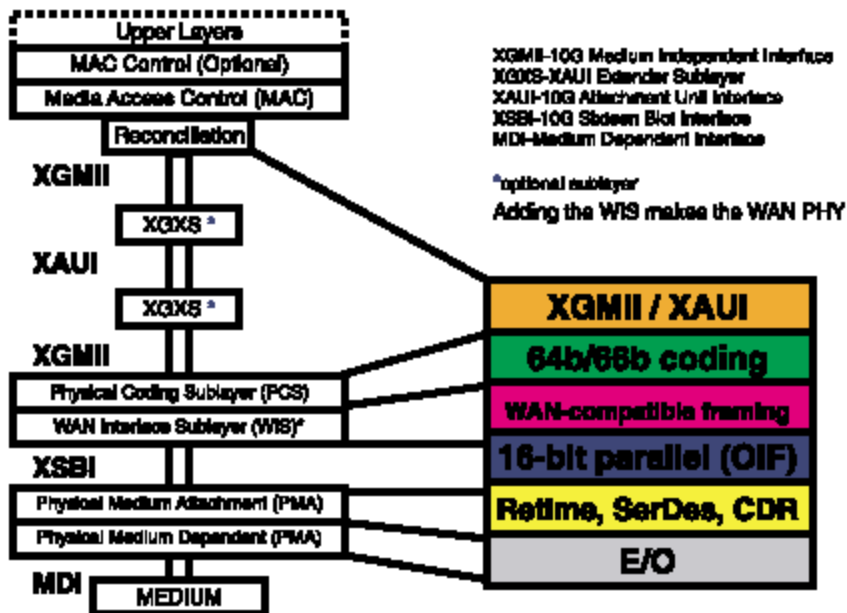 Upper Layers
MAC Control (Optional)
Media Access Control (MAC)
Reconciliation
XGMII
XGXS *
XAUI
XGXS *
XGMII
Physical Coding Sublayer (PCS)
WAN Interface Sublayer (WIS)*
XSBI
Physical Medium Attachment (PMA)
Physical Medium Dependent (PMA)
MDI
MEDIUM
XGMII-10G Medium Independent Interface
XGXS-XAUI Extender Sublayer
XAUI-10G Attachment Unit Interface
XSBI-10G Sixteen Interface
MDI-Medium Dependent Interface
*optional sublayer
Adding the WIS makes the WAN PHY
XGMII / XAUI
64b/66b coding
WAN-compatible framing
16-bit parallel (OIF)
Retime, SerDes, CDR
E/O